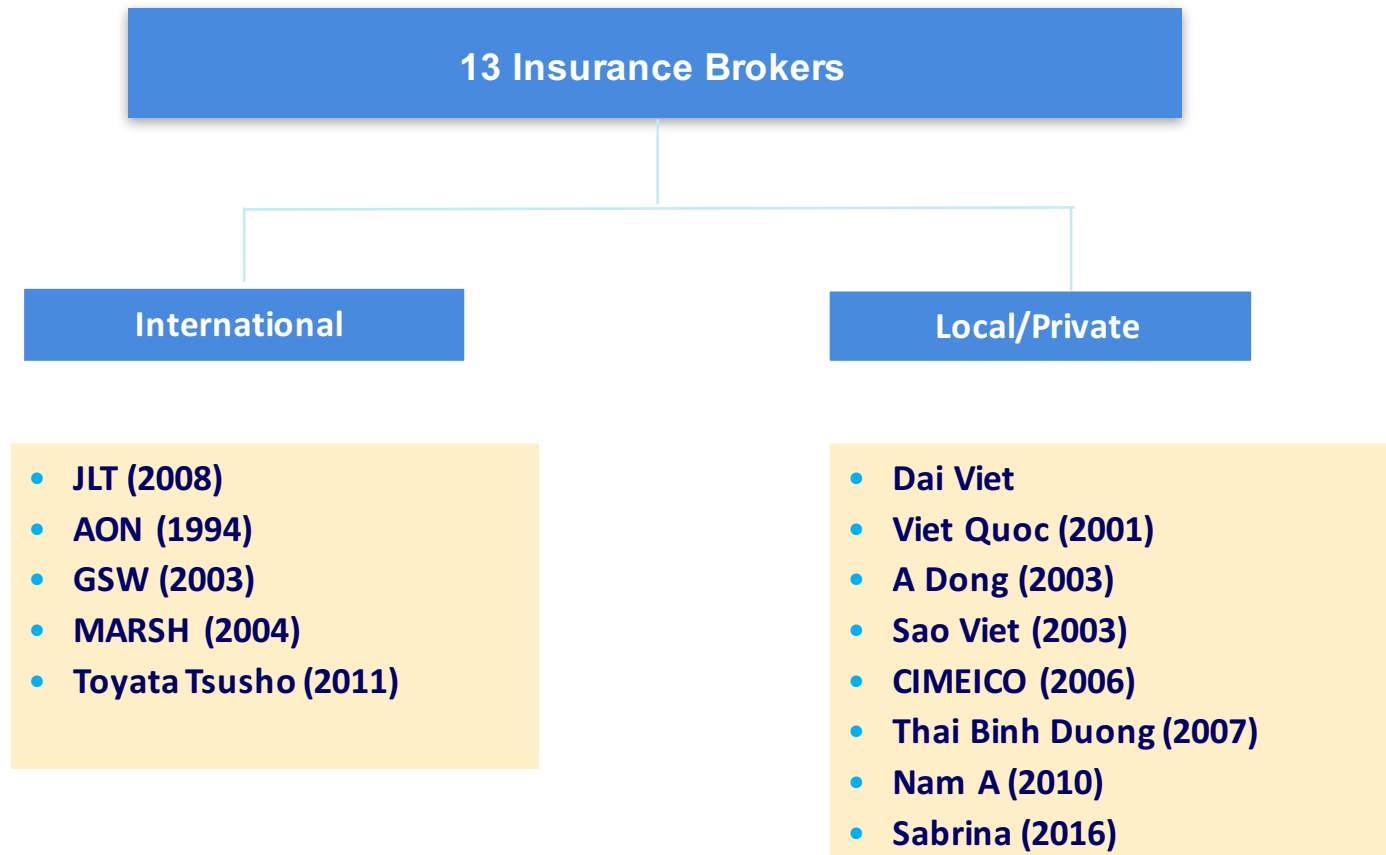 13 Insurance Brokers
International
Local/Private
• JLT (2008)
• AON (1994)
• GSW (2003)
• MARSH (2004)
• Toyata Tsusho (2011)
• Dai Viet
• Viet Quoc (2001)
• A Dong (2003)
• Sao Viet (2003)
• CIMEICO (2006)
• Thai Binh Duong (2007)
• Nam A (2010)
• Sabrina (2016)